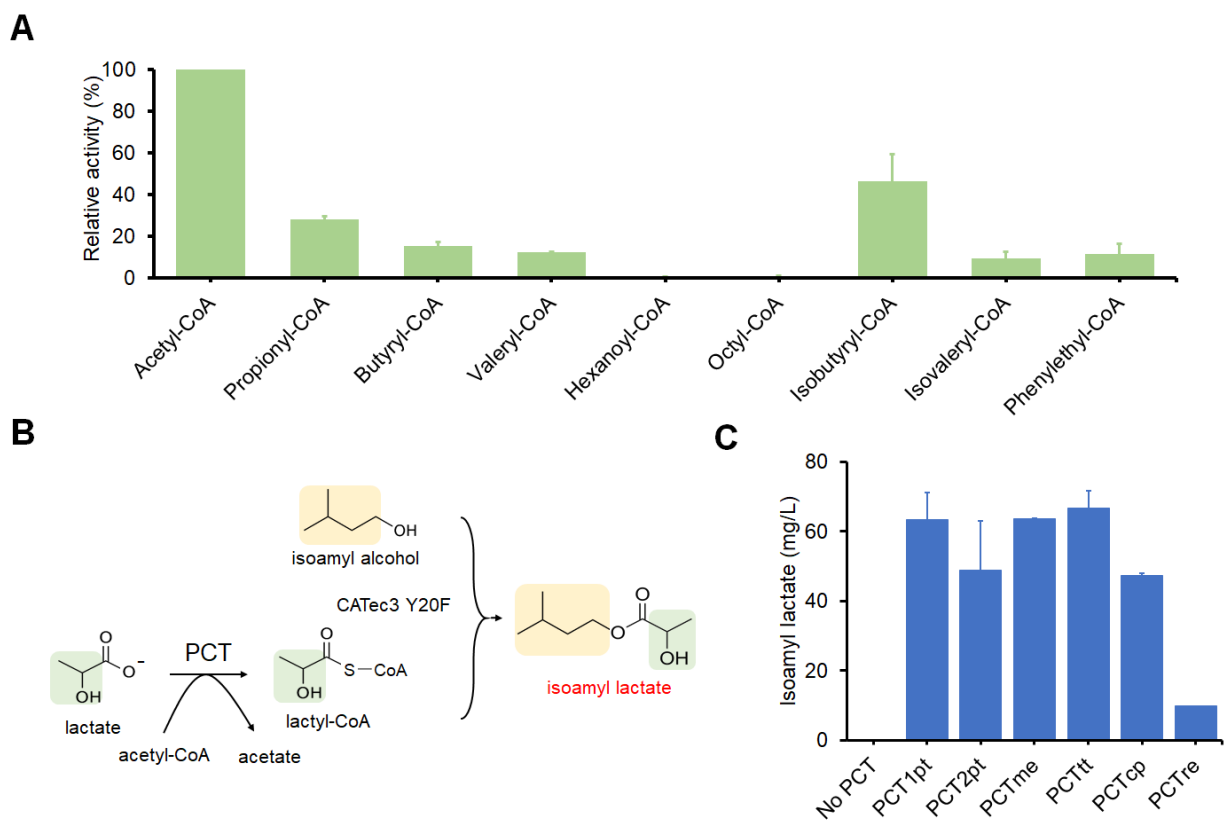 A
Relative activity (%)
100
80
60
40
20
0
Acetyl-CoA
Propionyl-CoA
Butyryl-CoA
Valeryl-CoA
Hexanoyl-CoA
Octyl-CoA
Isobutyryl-CoA
Isovaleryl-CoA
Phenylethyl-CoA
B
OH
isoamyl alcohol
CATec3 Y20F
O
O
-
OH
lactate
PCT
acetyl-CoA
acetate
O
S
CoA
OH
lactyl-CoA
O
O
OH
isoamyl lactate
C
Isoamyl lactate (mg/L)
80
60
40
20
0
No PCT
PCT1pt
PCT2pt
PCTme
PCTtt
PCTcp
PCTre